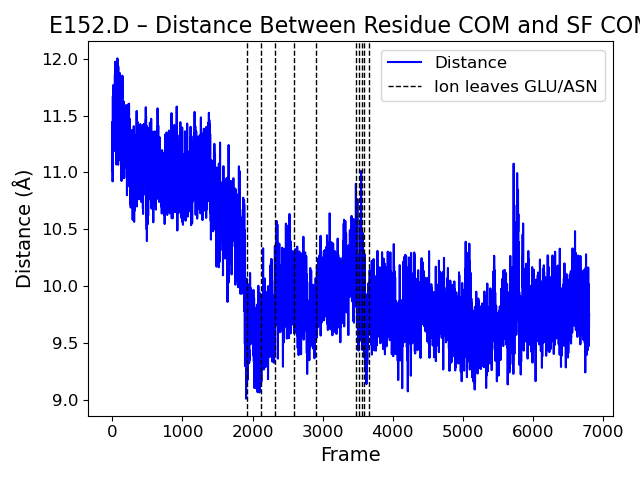 E152.D – Distance Between Residue COM and SF COM
Distance
Ion leaves GLU/ASN
Distance (Å)
12.0
11.5
11.0
10.5
10.0
9.5
9.0
0 1000 2000 3000 4000 5000 6000 7000
Frame